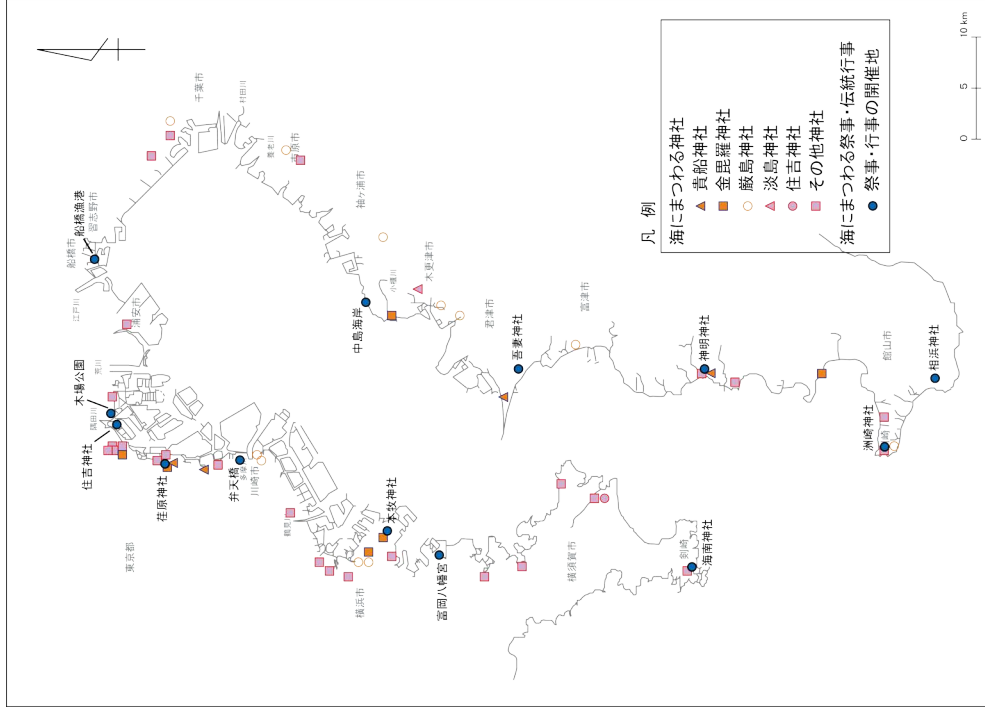 船橋漁港
船橋市
習志野市
千葉市
村田川
養老川
市原市
袖ヶ浦市
江戸川
浦安市
木場公園
荒川
隅田川
住吉神社
荏原神社
弁天橋
多摩
川崎市
東京都
鶴見川
本牧神社
横浜市
富岡八幡宮
横須賀市
剣崎
海南神社
中島海岸
小櫃川
木更津市
君津市
吾妻神社
富津市
神明神社
館山市
洲崎神社
洲崎
相浜神社
凡 例
海にまつわる神社
貴船神社
金毘羅神社
厳島神社
淡島神社
住吉神社
その他神社
海にまつわる祭事・伝統行事
祭事・行事の開催地
0 5 10 km